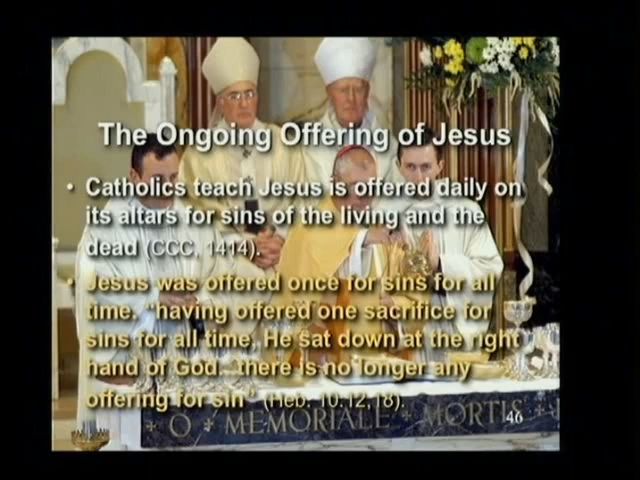 The Ongoing Offering of Jesus
• Catholics teach Jesus is offered daily on
its altars for sins of the living and the
dead (CCC, 1414).
• Jesus was offered once for sins for all
time. “having offered one sacrifice for
sins for all time, He sat down at the right
hand of God...there is no longer any
offering for sin” (Heb. 10:12,18).
46
O MEMORIALE MORTIS